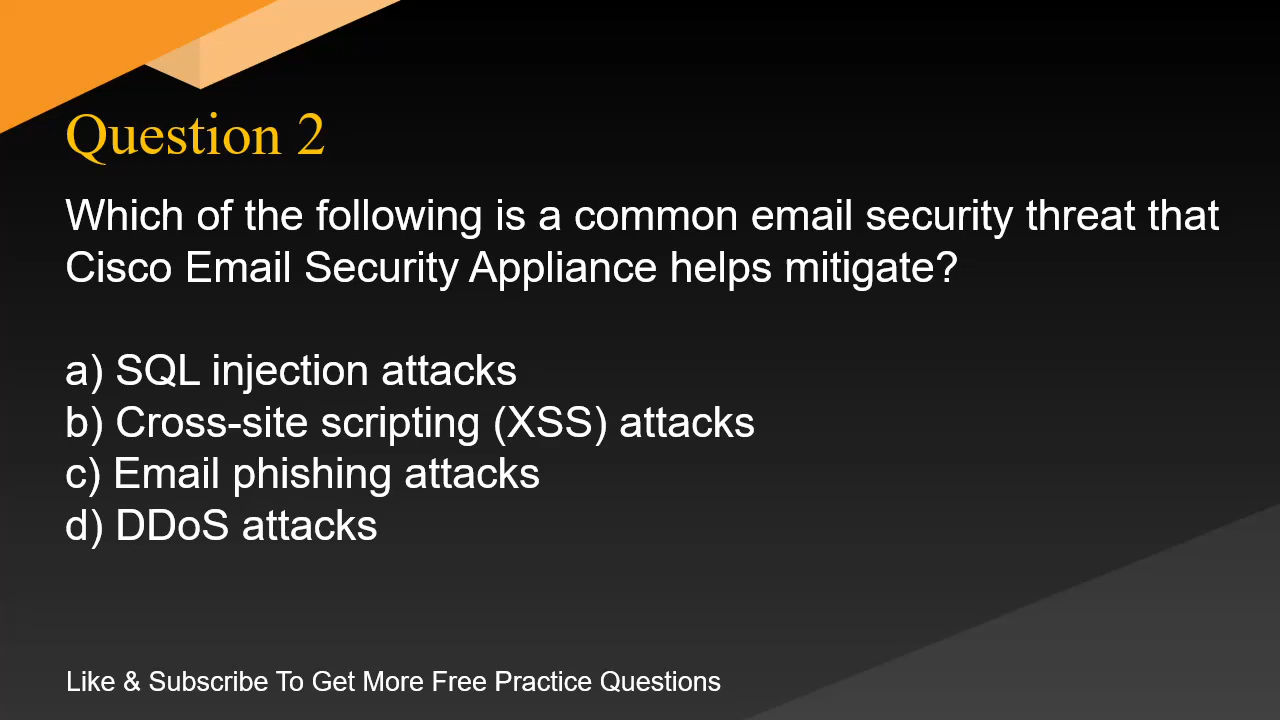 Question 2
Which of the following is a common email security threat that
Cisco Email Security Appliance helps mitigate?
a) SQL injection attacks
b) Cross-site scripting (XSS) attacks
c) Email phishing attacks
d) DDoS attacks
Like & Subscribe To Get More Free Practice Questions